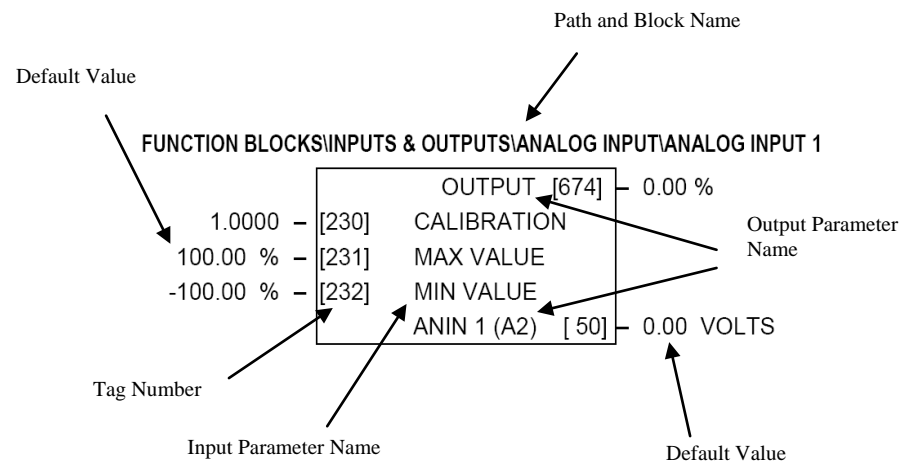 Path and Block Name
Default Value
FUNCTION BLOCKS\INPUTS & OUTPUTS\ANALOG INPUT\ANALOG INPUT 1
OUTPUT [674] – 0.00 %
1.0000 – [230] CALIBRATION
100.00 % – [231] MAX VALUE
-100.00 % – [232] MIN VALUE
ANIN 1 (A2) [ 50] – 0.00 VOLTS
Output Parameter
Name
Tag Number
Input Parameter Name
Default Value